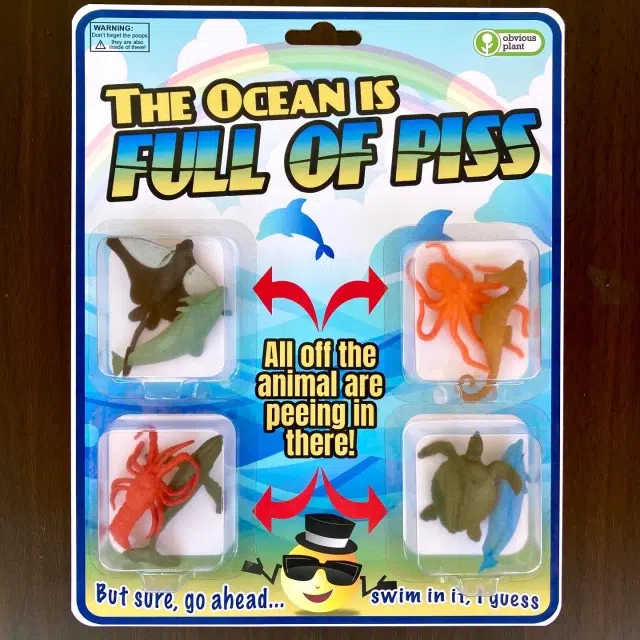 WARNING:
Don't forget the poops
they are also
inside of there!
obvious
plant
THE OCEAN IS
FULL OF PISS
All off the
animal are
peeing in
there!
But sure, go ahead...
swim in it, I guess